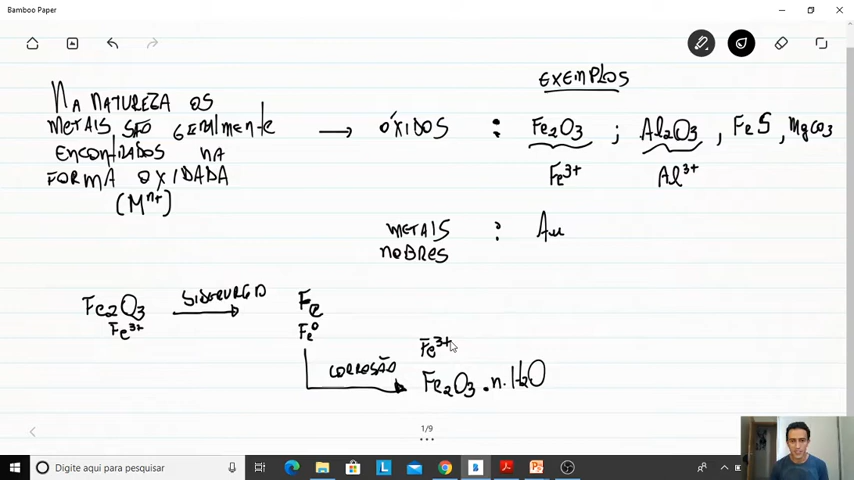 Bamboo Paper
EXEMPLOS
NA NATUREZA OS
METAIS SÃO GERALMENTE
ENCONTRADOS NA
FORMA OXIDADA
(Mⁿ⁺)
ÓXIDOS : Fe₂O₃ ; Al₂O₃ , FeS , MgCO₃
Fe³⁺ Al³⁺
METAIS : Au
NOBRES
Fe₂O₃ SIDERURGIA Fe
Fe³⁺ Fe⁰
Fe³⁺
CORROSÃO Fe₂O₃ . n. H₂O
1/9
Digite aqui para pesquisar